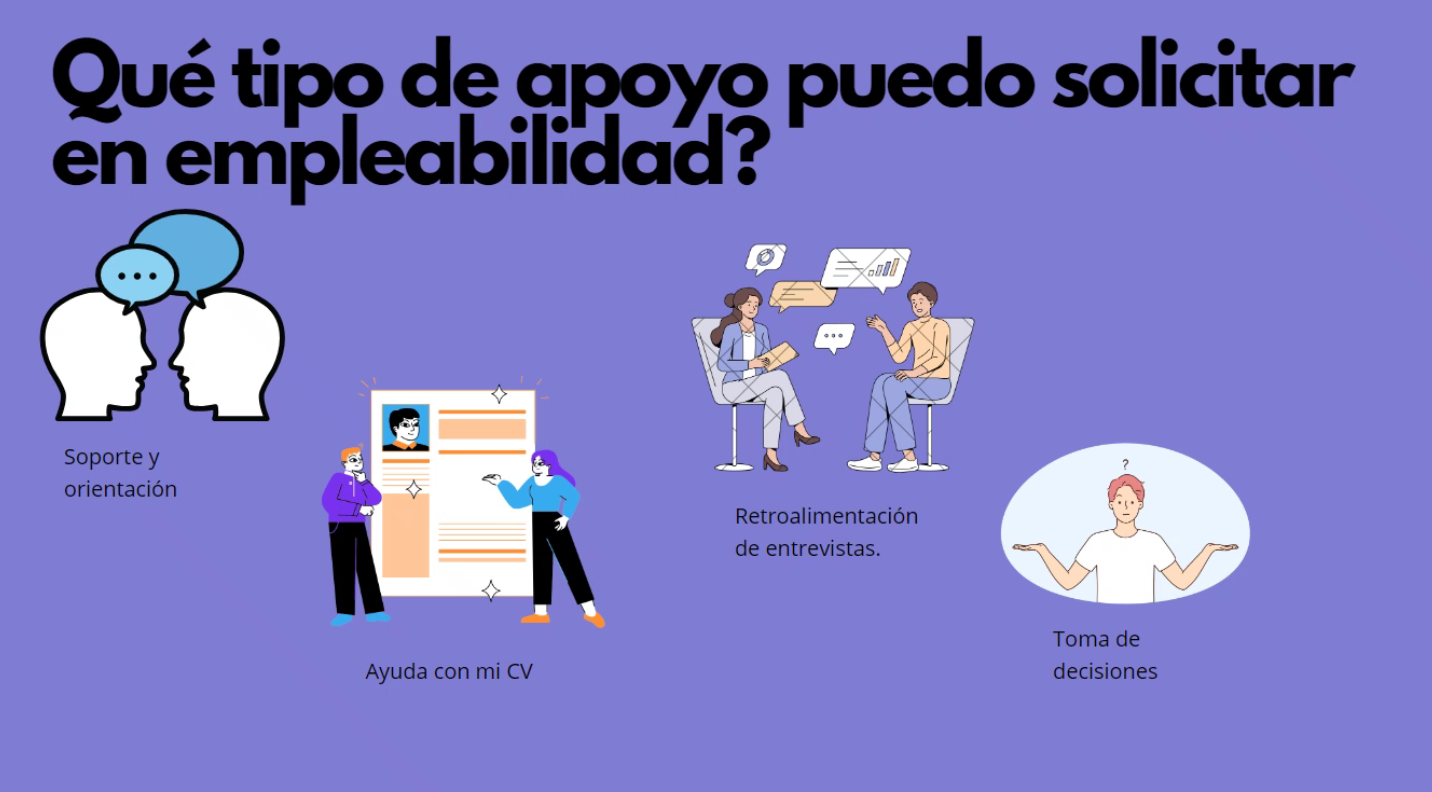 Qué tipo de apoyo puedo solicitar
en empleabilidad?
Soporte y
orientación
Ayuda con mi CV
Retroalimentación
de entrevistas.
?
Toma de
decisiones